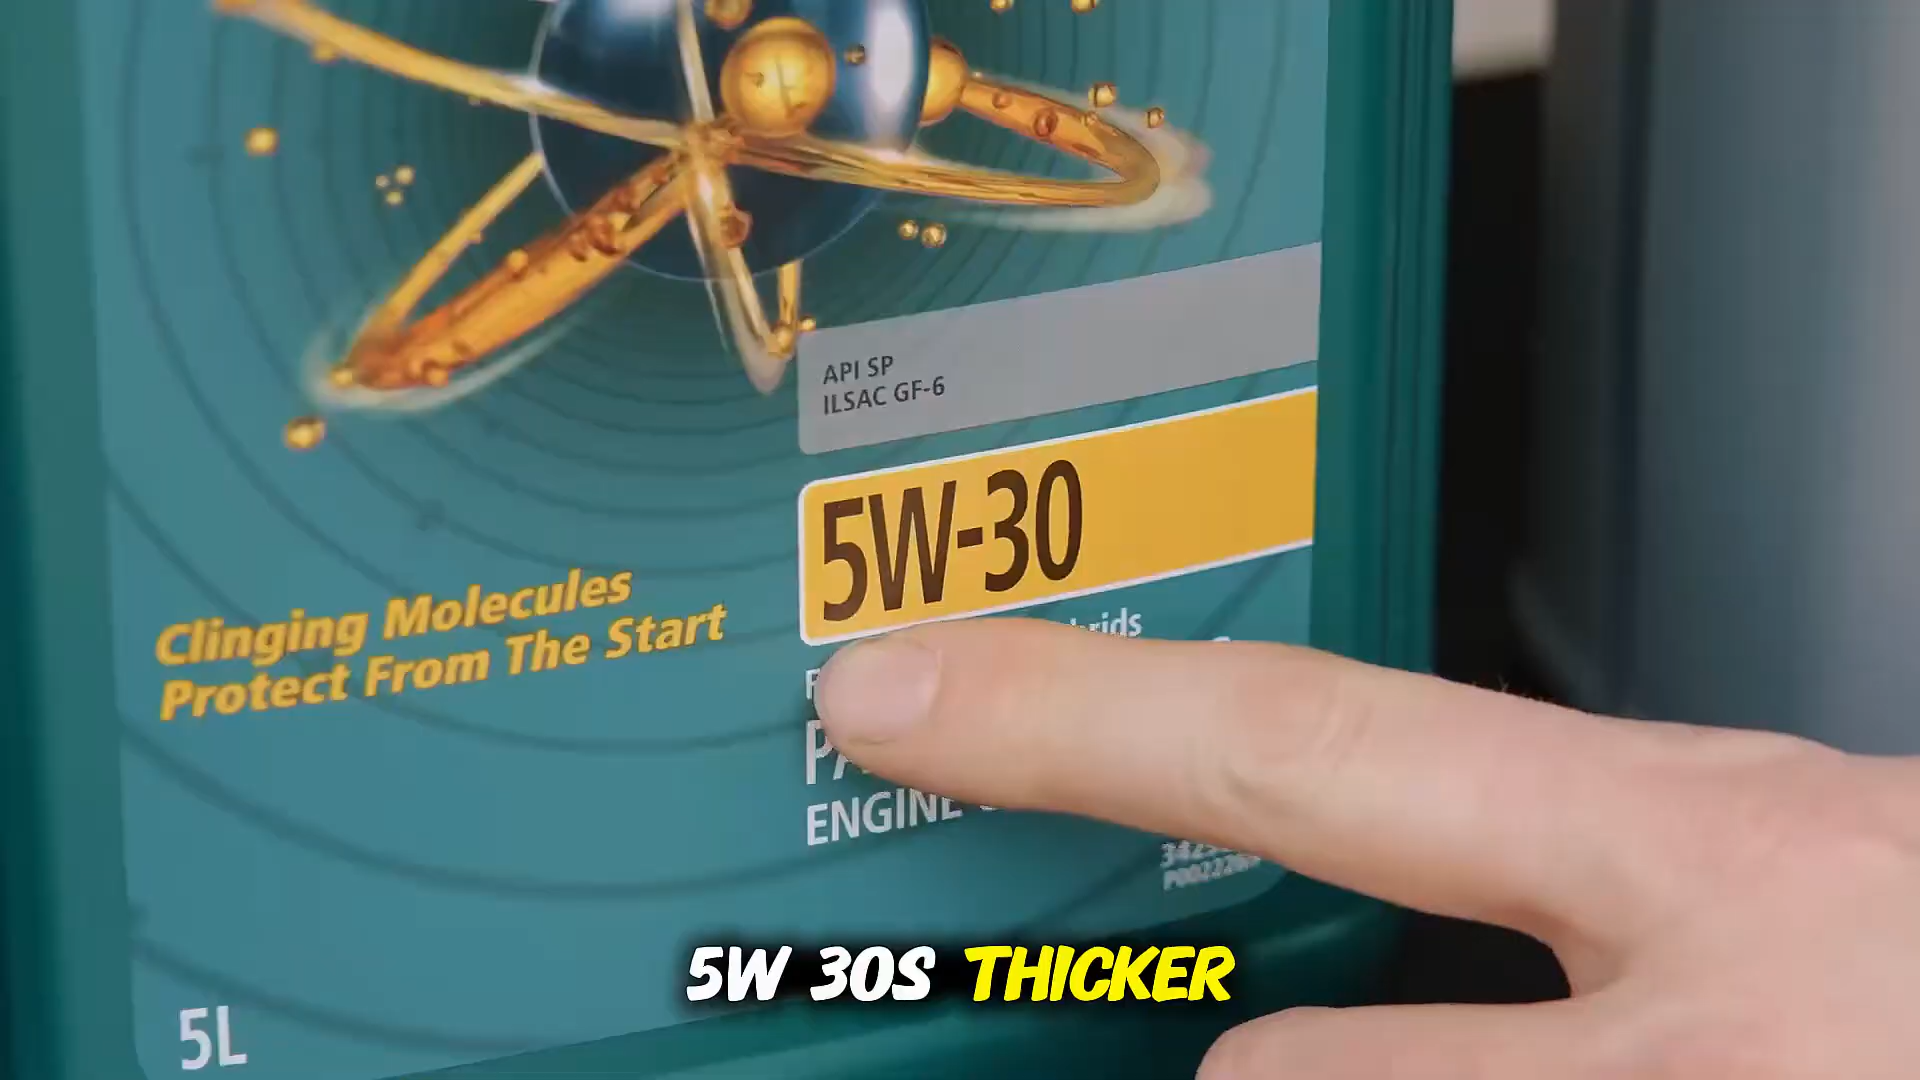 API SP
ILSAC GF-6
5W-30
Clinging Molecules
Protect From The Start
ENGINE
5L
5W 30S THICKER